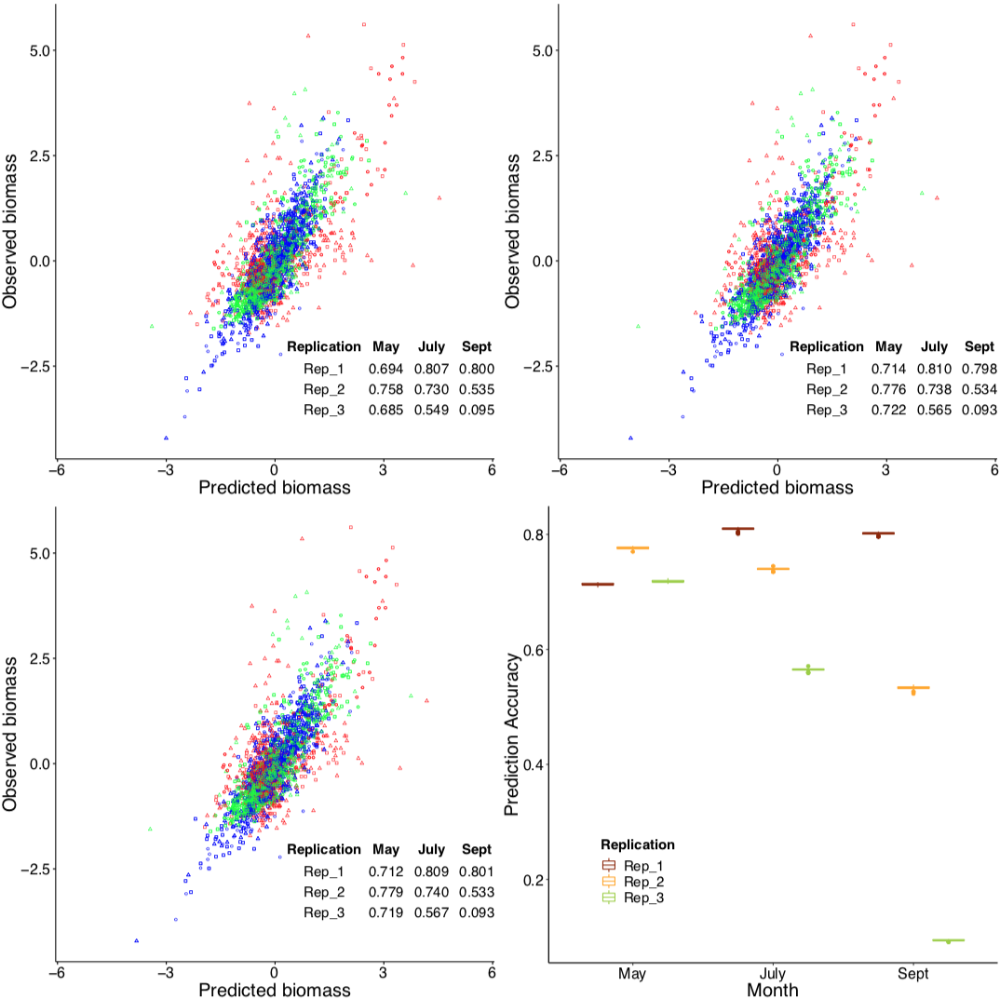 Observed biomass
5.0
2.5
0.0
−2.5
Replication May July Sept
Rep_1 0.694 0.807 0.800
Rep_2 0.758 0.730 0.535
Rep_3 0.685 0.549 0.095
−6 −3 0 3 6
Predicted biomass
Observed biomass
5.0
2.5
0.0
−2.5
Replication May July Sept
Rep_1 0.714 0.810 0.798
Rep_2 0.776 0.738 0.534
Rep_3 0.722 0.565 0.093
−6 −3 0 3 6
Predicted biomass
Observed biomass
5.0
2.5
0.0
−2.5
Replication May July Sept
Rep_1 0.712 0.809 0.801
Rep_2 0.779 0.740 0.533
Rep_3 0.719 0.567 0.093
−6 −3 0 3 6
Predicted biomass
Prediction Accuracy
0.8
0.6
0.4
0.2
Replication
Rep_1
Rep_2
Rep_3
May July Sept
Month